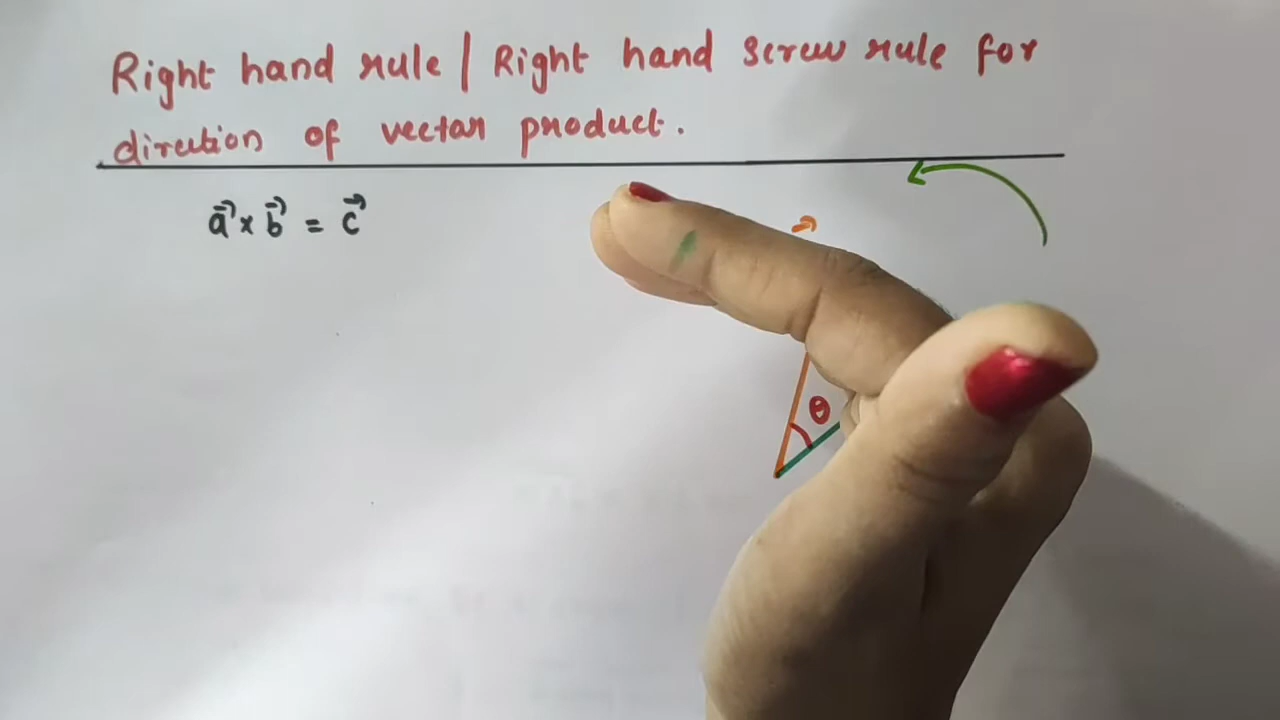 Right hand rule | Right hand screw rule for
direction of vector product.
a⃗ × b⃗ = c⃗
θ